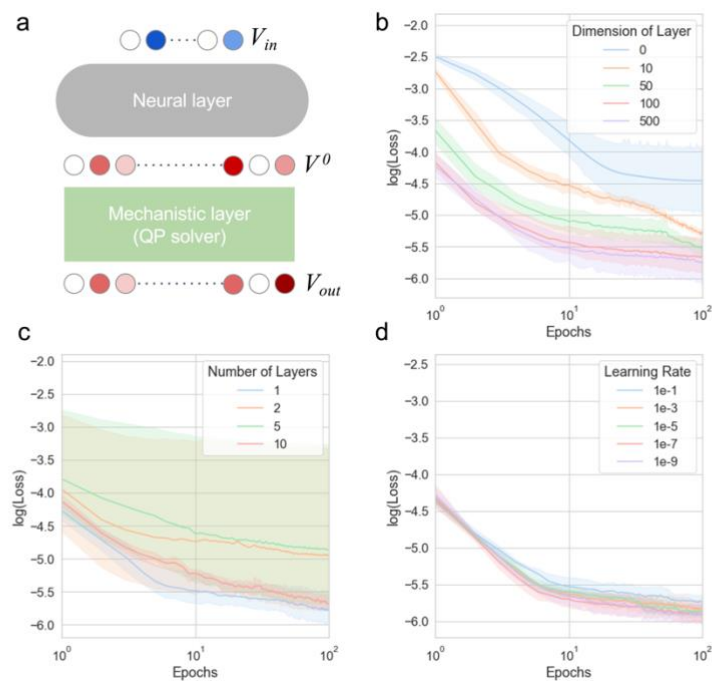 a
V_in
Neural layer
V^0
Mechanistic layer
(QP solver)
V_out
b
-2.0
-2.5
-3.0
-3.5
-4.0
-4.5
-5.0
-5.5
-6.0
log(Loss)
Dimension of Layer
0
10
50
100
500
10^0
10^1
10^2
Epochs
c
-2.0
-2.5
-3.0
-3.5
-4.0
-4.5
-5.0
-5.5
-6.0
log(Loss)
Number of Layers
1
2
5
10
10^0
10^1
10^2
Epochs
d
-2.5
-3.0
-3.5
-4.0
-4.5
-5.0
-5.5
-6.0
log(Loss)
Learning Rate
1e-1
1e-3
1e-5
1e-7
1e-9
10^0
10^1
10^2
Epochs